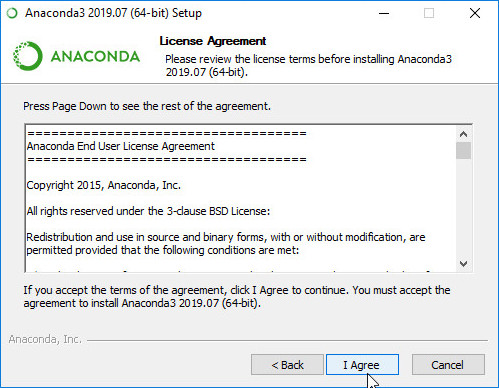 Anaconda3 2019.07 (64-bit) Setup
ANACONDA
License Agreement
Please review the license terms before installing Anaconda3
2019.07 (64-bit).
Press Page Down to see the rest of the agreement.
===================================
Anaconda End User License Agreement
===================================
Copyright 2015, Anaconda, Inc.
All rights reserved under the 3-clause BSD License:
Redistribution and use in source and binary forms, with or without modification, are
permitted provided that the following conditions are met:
If you accept the terms of the agreement, click I Agree to continue. You must accept the
agreement to install Anaconda3 2019.07 (64-bit).
Anaconda, Inc.
< Back
I Agree
Cancel